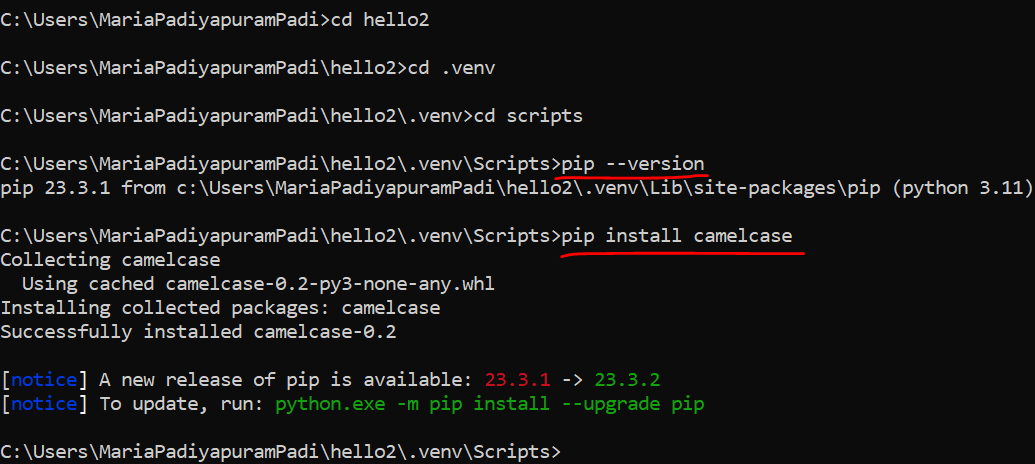 C:\Users\MariaPadiyapuramPadi>cd hello2
C:\Users\MariaPadiyapuramPadi\hello2>cd .venv
C:\Users\MariaPadiyapuramPadi\hello2\.venv>cd scripts
C:\Users\MariaPadiyapuramPadi\hello2\.venv\Scripts>pip --version
pip 23.3.1 from c:\Users\MariaPadiyapuramPadi\hello2\.venv\Lib\site-packages\pip (python 3.11)
C:\Users\MariaPadiyapuramPadi\hello2\.venv\Scripts>pip install camelcase
Collecting camelcase
  Using cached camelcase-0.2-py3-none-any.whl
Installing collected packages: camelcase
Successfully installed camelcase-0.2
[notice] A new release of pip is available: 23.3.1 -> 23.3.2
[notice] To update, run: python.exe -m pip install --upgrade pip
C:\Users\MariaPadiyapuramPadi\hello2\.venv\Scripts>